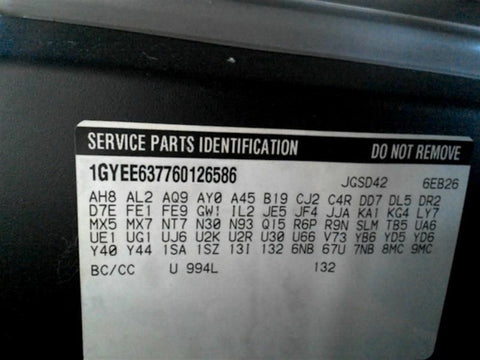 SERVICE PARTS IDENTIFICATION DO NOT REMOVE
1GYEE637760126586 JGSD42 6EB26
AH8 AL2 AQ9 AY0 A45 B19 CJ2 C4R DD7 DL5 DR2
D7E FE1 FE9 GW1 IL2 JE5 JF4 JJA KA1 KG4 LY7
MX5 MX7 NT7 N30 N93 Q15 R6P R9N SLM TB5 UA6
UE1 UG1 UJ6 U2K U2R U30 U66 V73 YB6 YD5 YD6
Y40 Y44 1SA 1SZ 13I 132 6NB 67U 7NB 8MC 9MC
BC/CC U 994L 132